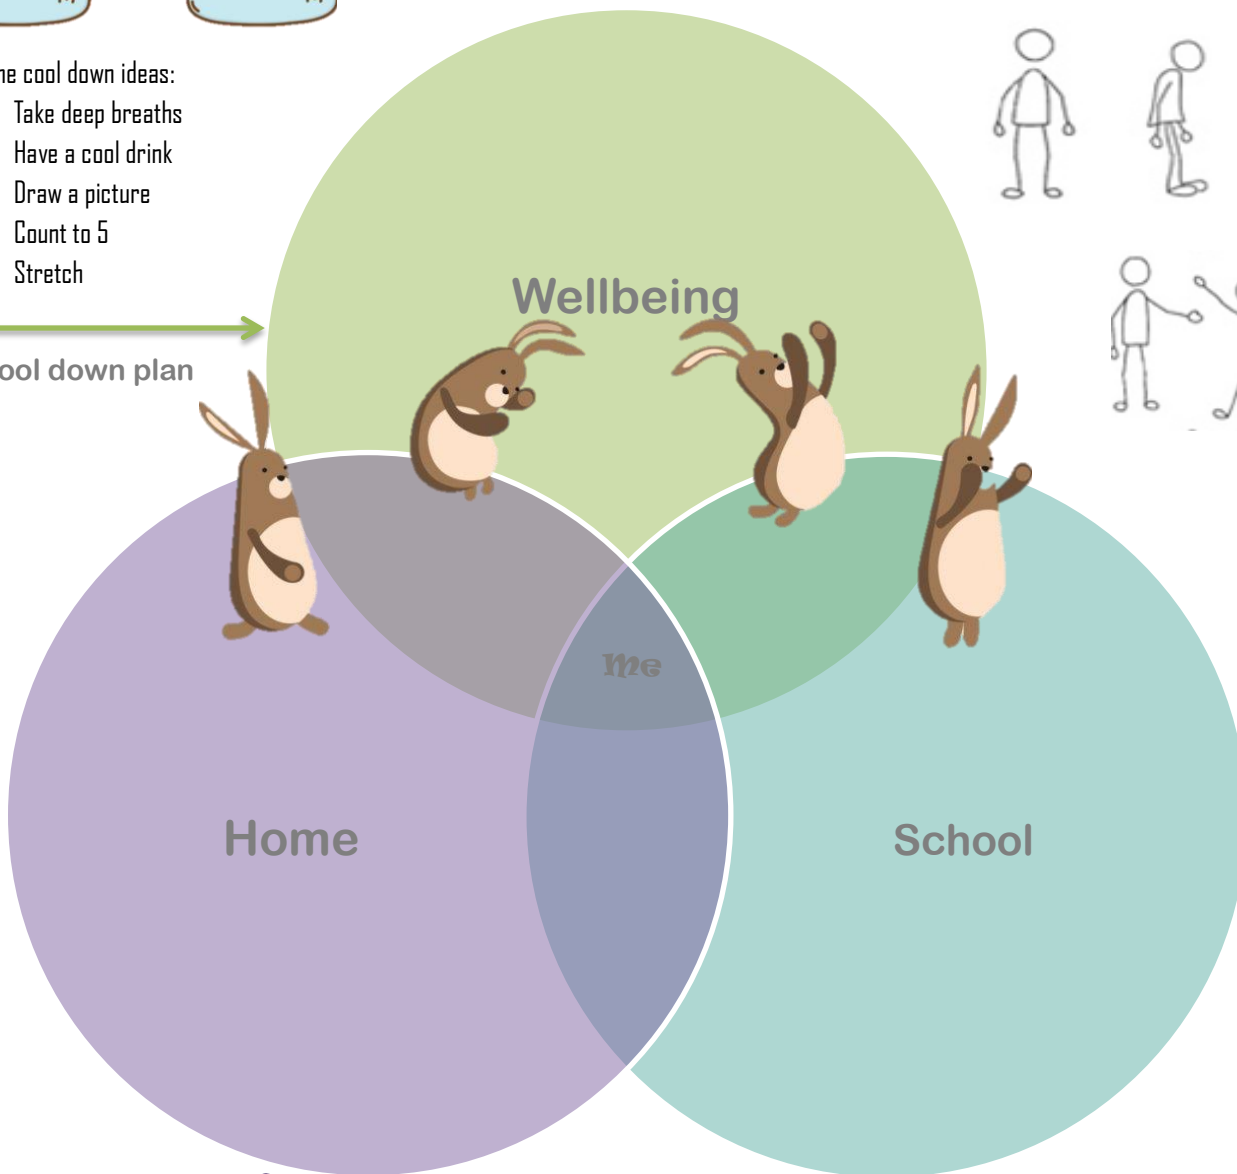 ne cool down ideas:
Take deep breaths
Have a cool drink
Draw a picture
Count to 5
Stretch
ool down plan
Wellbeing
me
Home
School